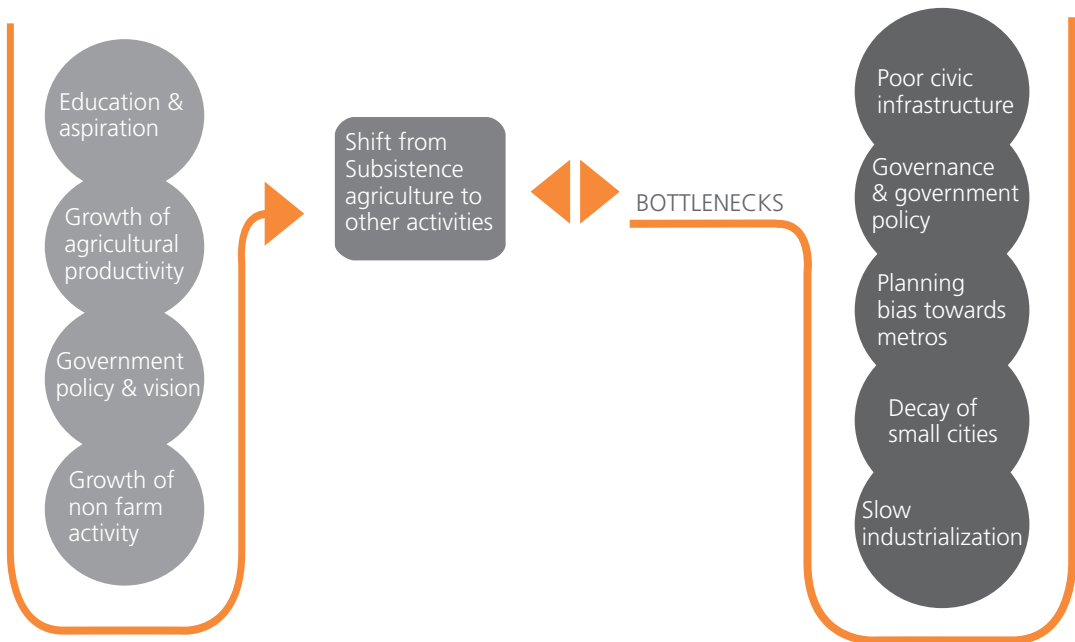 Education &
aspiration
Growth of
agricultural
productivity
Government
policy & vision
Growth of
non farm
activity
Shift from
Subsistence
agriculture to
other activities
BOTTLENECKS
Poor civic
infrastructure
Governance
& government
policy
Planning
bias towards
metros
Decay of
small cities
Slow
industrialization